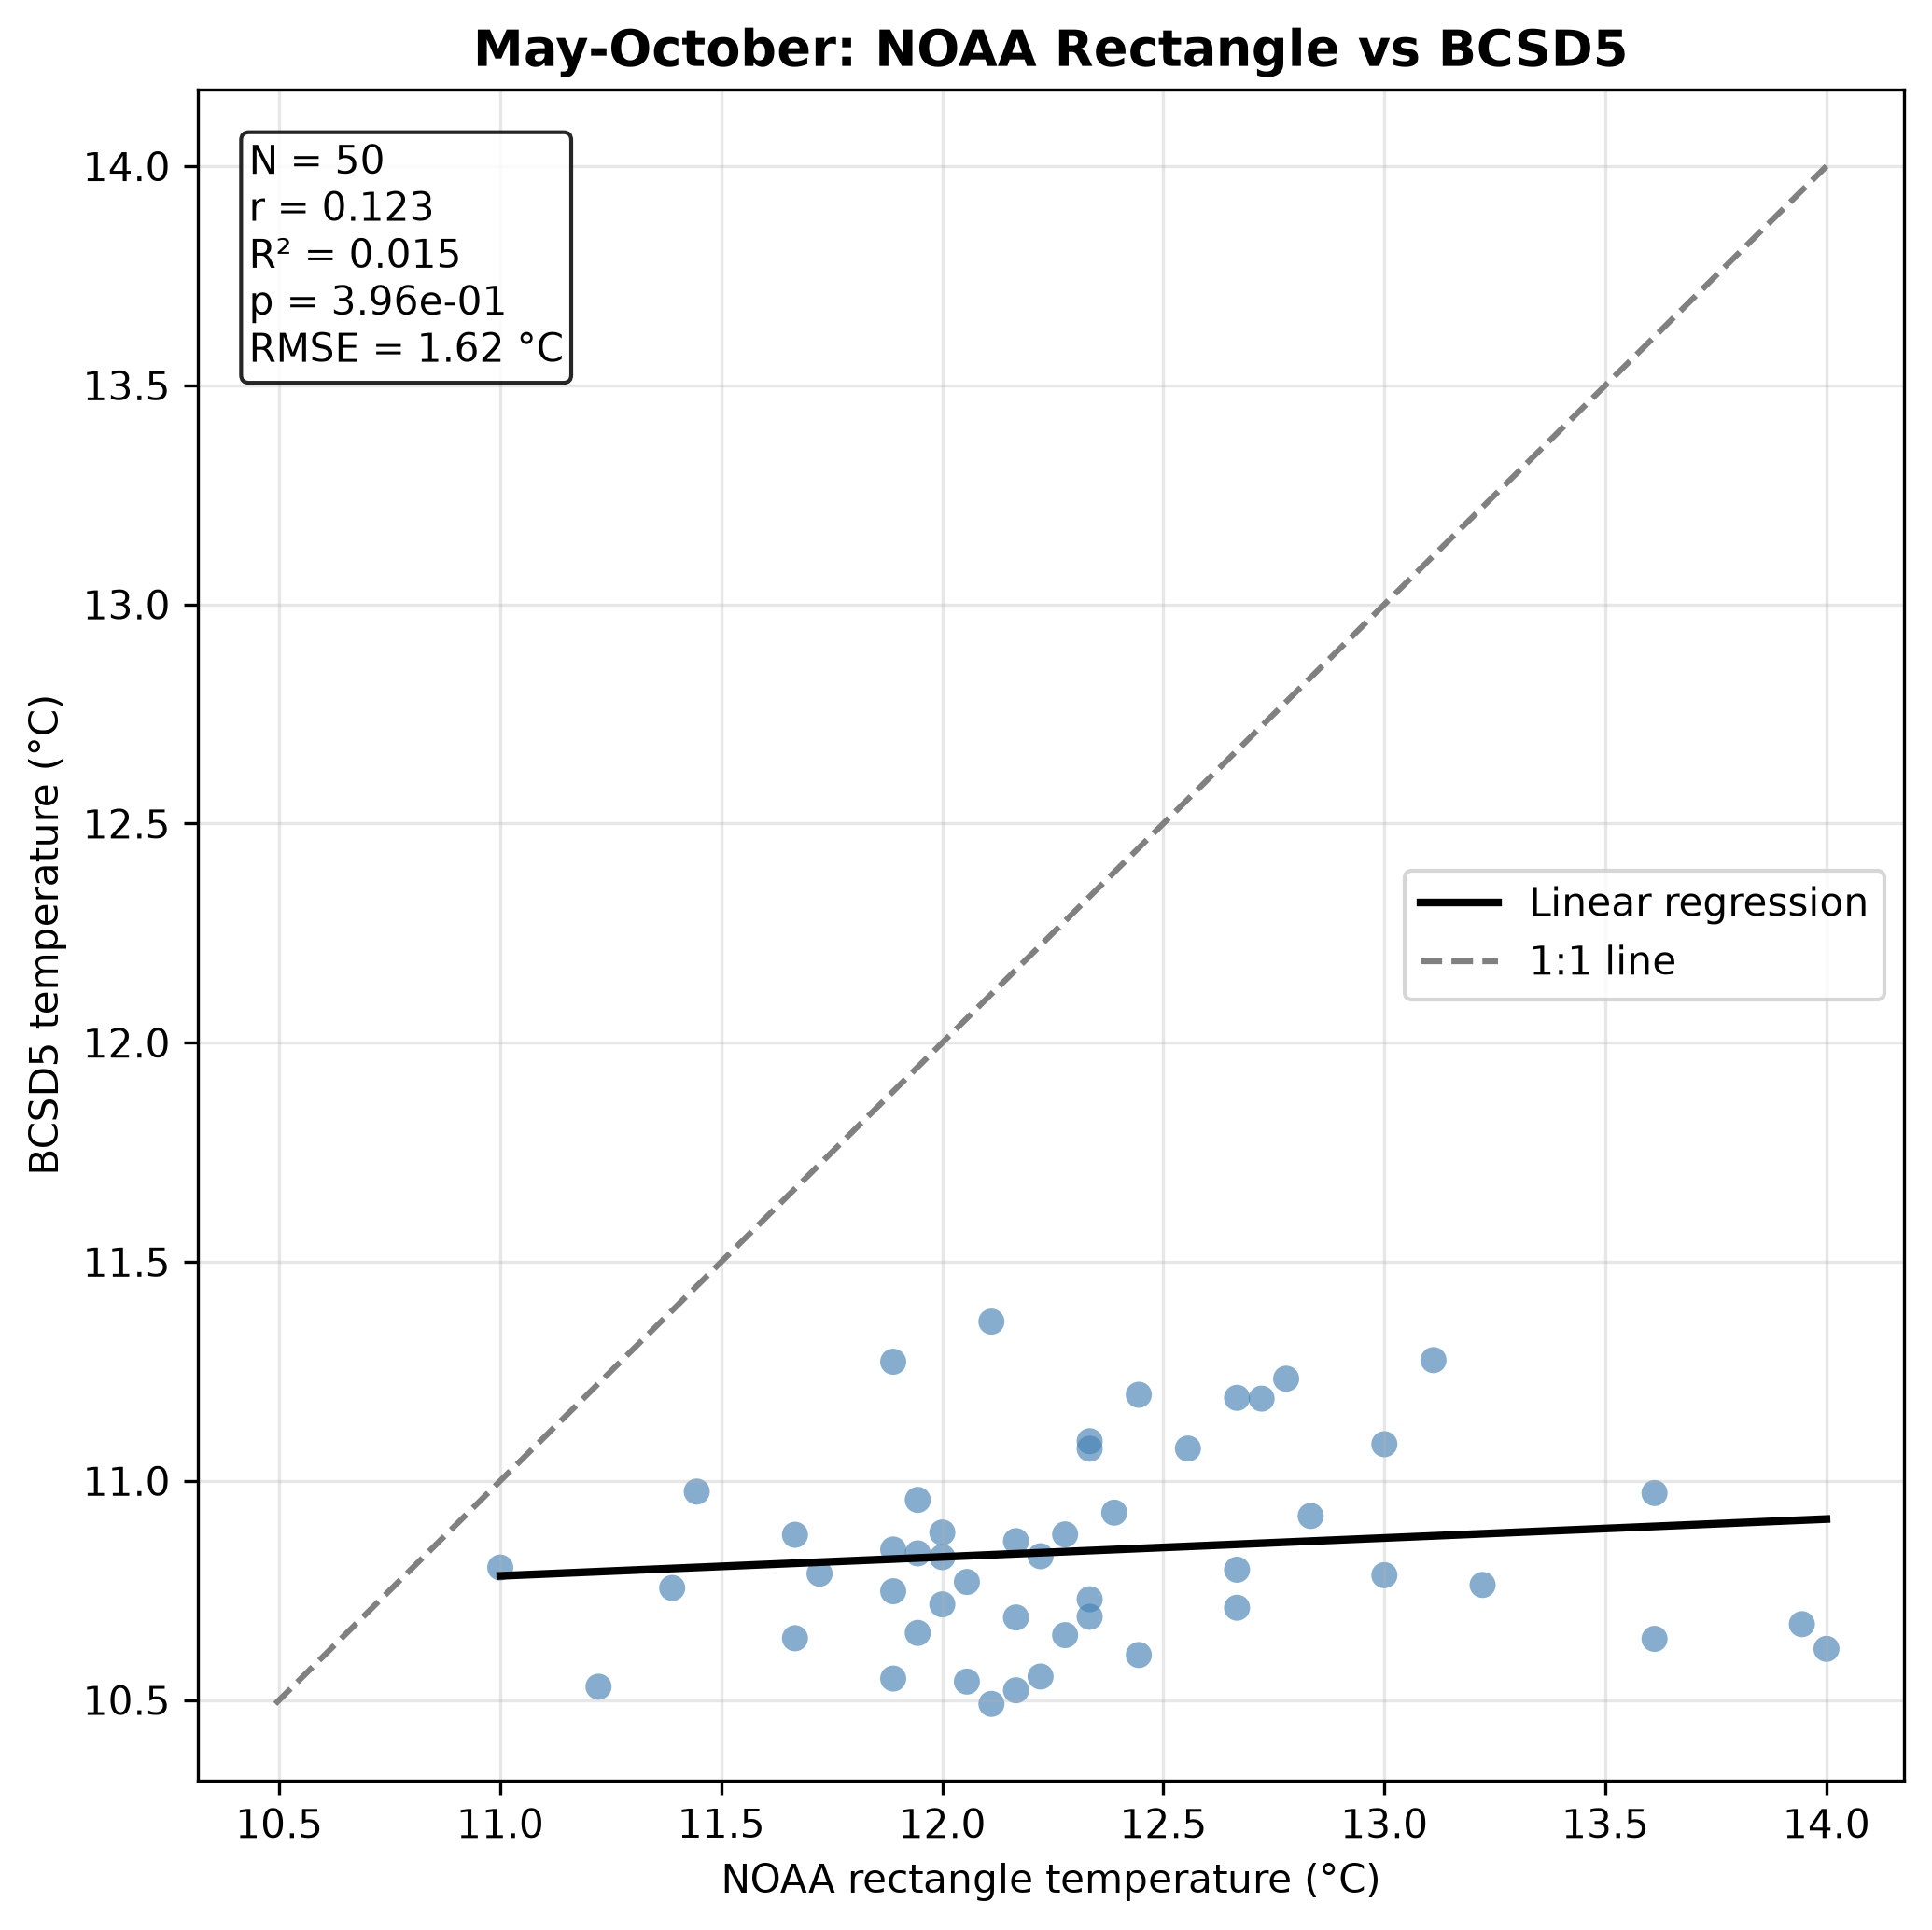 May-October: NOAA Rectangle vs BCSD5
N = 50
r = 0.123
R² = 0.015
p = 3.96e-01
RMSE = 1.62 °C
14.0
13.5
13.0
12.5
12.0
11.5
11.0
10.5
BCSD5 temperature (°C)
Linear regression
1:1 line
10.5 11.0 11.5 12.0 12.5 13.0 13.5 14.0
NOAA rectangle temperature (°C)